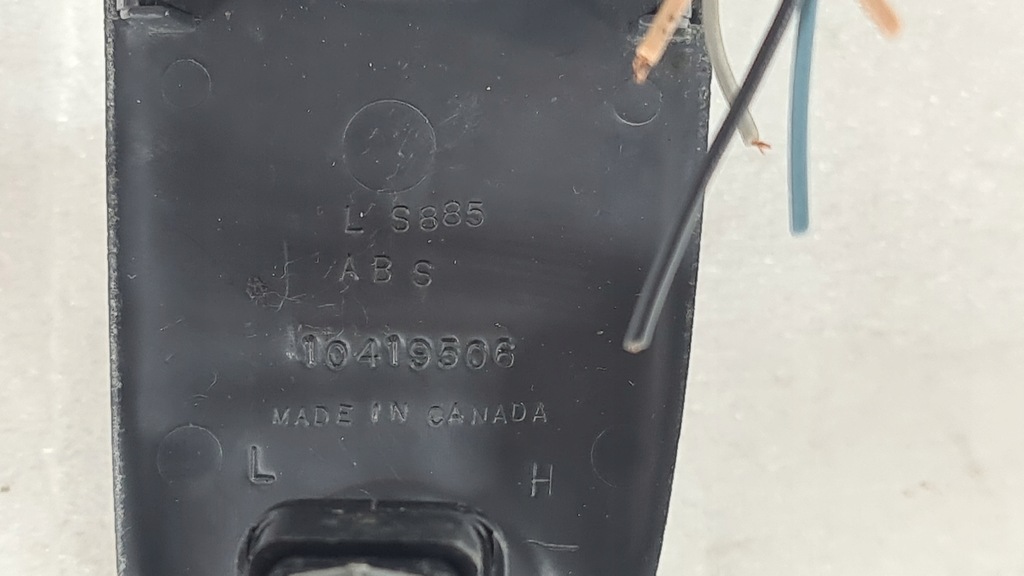 L S885
ABS
10419506
MADE IN CANADA
L H